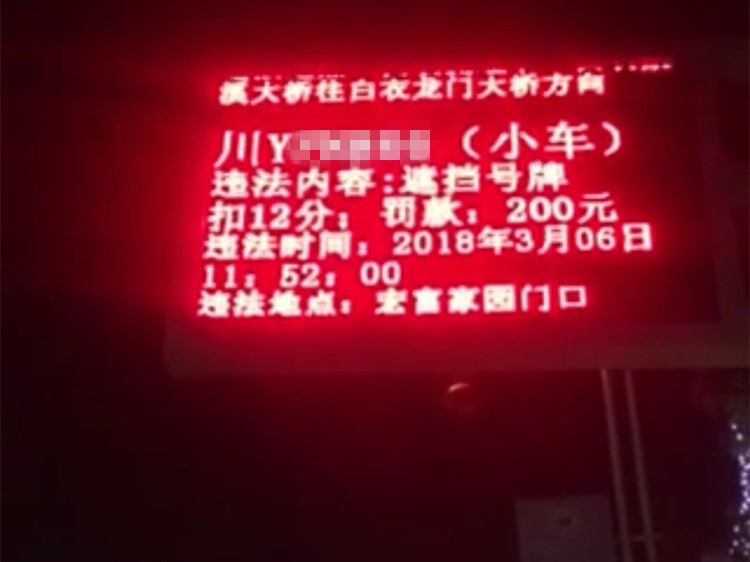 溪大桥往白衣龙门大桥方向
川Y （小车）
违法内容:遮挡号牌
扣12分；罚款：200元
违法时间：2018年3月06日
11：52：00
违法地点：宏富家园门口